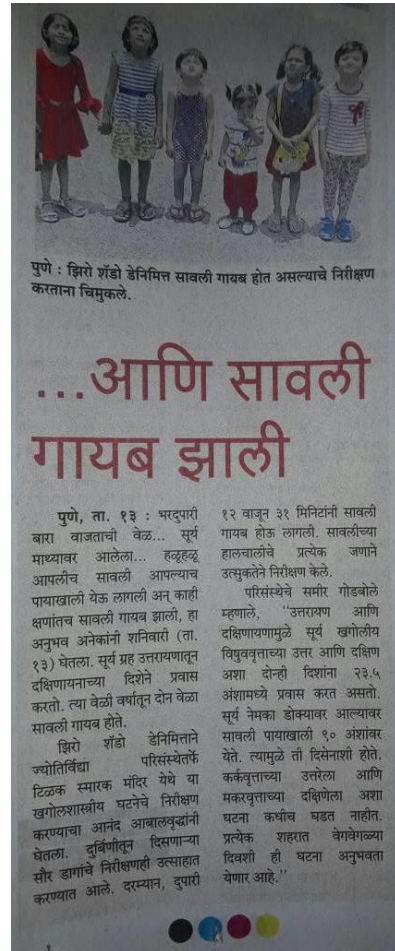 पुणे : झिरो शॅडो डेनिमित्त सावली गायब होत असल्याचे निरीक्षण
करताना चिमुकले.
...आणि सावली
गायब झाली
पुणे, ता. १३ : भरदुपारी
बारा वाजताची वेळ... सूर्य
माथ्यावर आलेला... हळूहळू
आपलीच सावली आपल्याच
पायाखाली येऊ लागली अन् काही
क्षणांतच सावली गायब झाली, हा
अनुभव अनेकांनी शनिवारी (ता.
१३) घेतला. सूर्य ग्रह उत्तरायणातून
दक्षिणायनाच्या दिशेने प्रवास
करतो. त्या वेळी वर्षातून दोन वेळा
सावली गायब होते.
झिरो शॅडो डेनिमित्ताने
ज्योतिर्विद्या परिसंस्थेतर्फे
टिळक स्मारक मंदिर येथे या
खगोलशास्त्रीय घटनेचे निरीक्षण
करण्याचा आनंद आबालवृद्धांनी
घेतला. दुर्बिणीतून दिसणाऱ्या
सौर डागांचे निरीक्षणही उत्साहात
करण्यात आले. दरम्यान, दुपारी
१२ वाजून ३१ मिनिटांनी सावली
गायब होऊ लागली. सावलीच्या
हालचालीचे प्रत्येक जणाने
उत्सुकतेने निरीक्षण केले.
परिसंस्थेचे समीर गोडबोले
म्हणाले, "उत्तरायण आणि
दक्षिणायणामुळे सूर्य खगोलीय
विषुववृत्ताच्या उत्तर आणि दक्षिण
अशा दोन्ही दिशांना २३.५
अंशामध्ये प्रवास करत असतो.
सूर्य नेमका डोक्यावर आल्यावर
सावली पायाखाली ९० अंशांवर
येते. त्यामुळे ती दिसेनाशी होते.
कर्कवृत्ताच्या उत्तरेला आणि
मकरवृत्ताच्या दक्षिणेला अशा
घटना कधीच घडत नाहीत.
प्रत्येक शहरात वेगवेगळ्या
दिवशी ही घटना अनुभवता
येणार आहे."